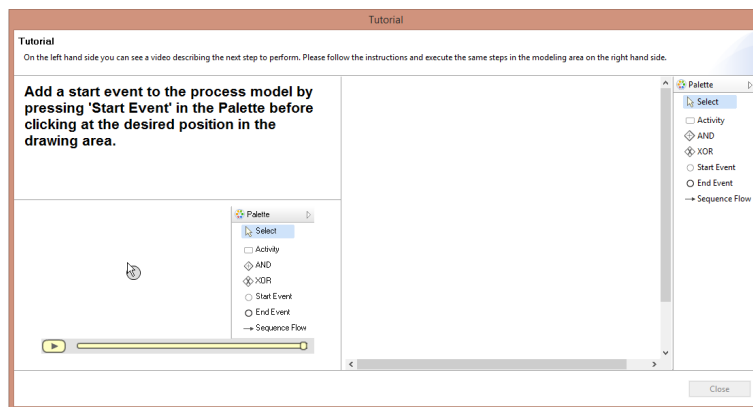 Tutorial
Tutorial
On the left hand side you can see a video describing the next step to perform. Please follow the instructions and execute the same steps in the modeling area on the right hand side.
Add a start event to the process model by
pressing 'Start Event' in the Palette before
clicking at the desired position in the
drawing area.
Palette
Select
Activity
AND
XOR
Start Event
End Event
Sequence Flow
Palette
Select
Activity
AND
XOR
Start Event
End Event
Sequence Flow
Close